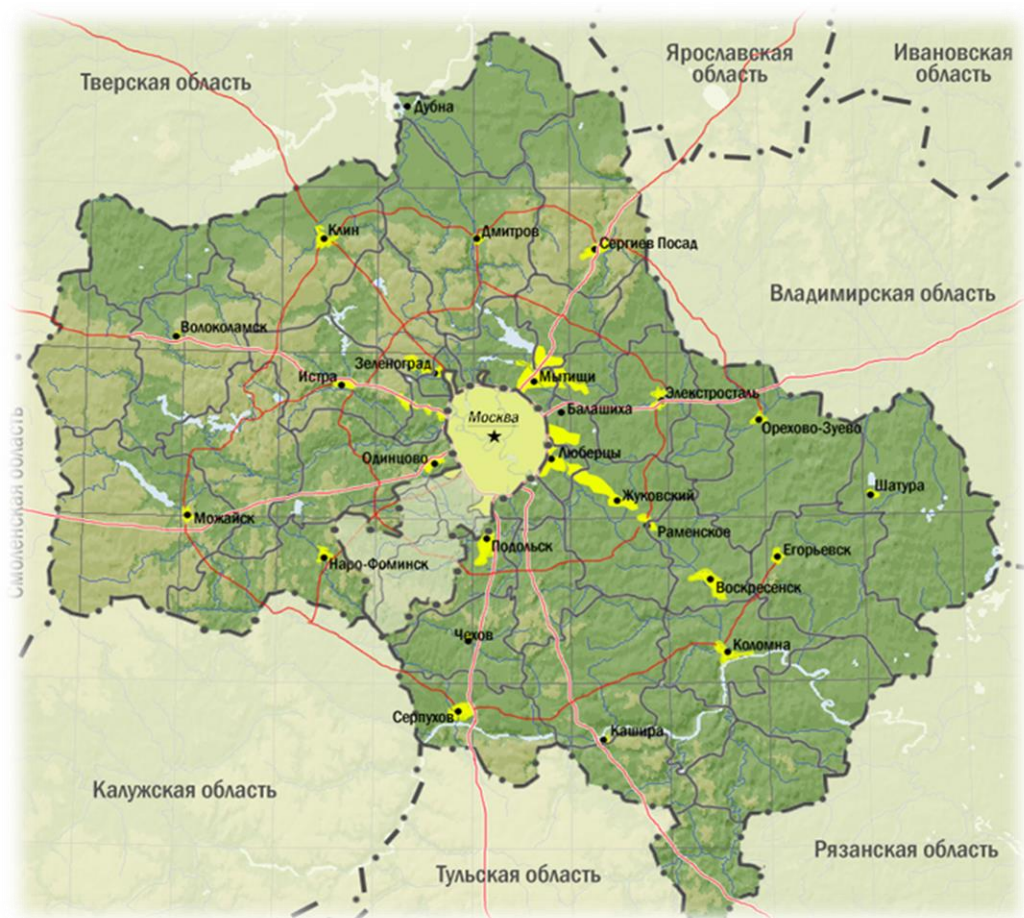 Ярославская
область
Ивановская
область
Тверская область
Дубна
Клин
Дмитров
Сергиев Посад
Владимирская область
Волоколамск
Зеленоград
Истра
Мытищи
Элекстросталь
Москва
Балашиха
Орехово-Зуево
Люберцы
Одинцово
Смоленская область
Шатура
Жуковский
Можайск
Раменское
Подольск
Егорьевск
Наро-Фоминск
Воскресенск
Чехов
Коломна
Серпухов
Кашира
Калужская область
Рязанская область
Тульская область